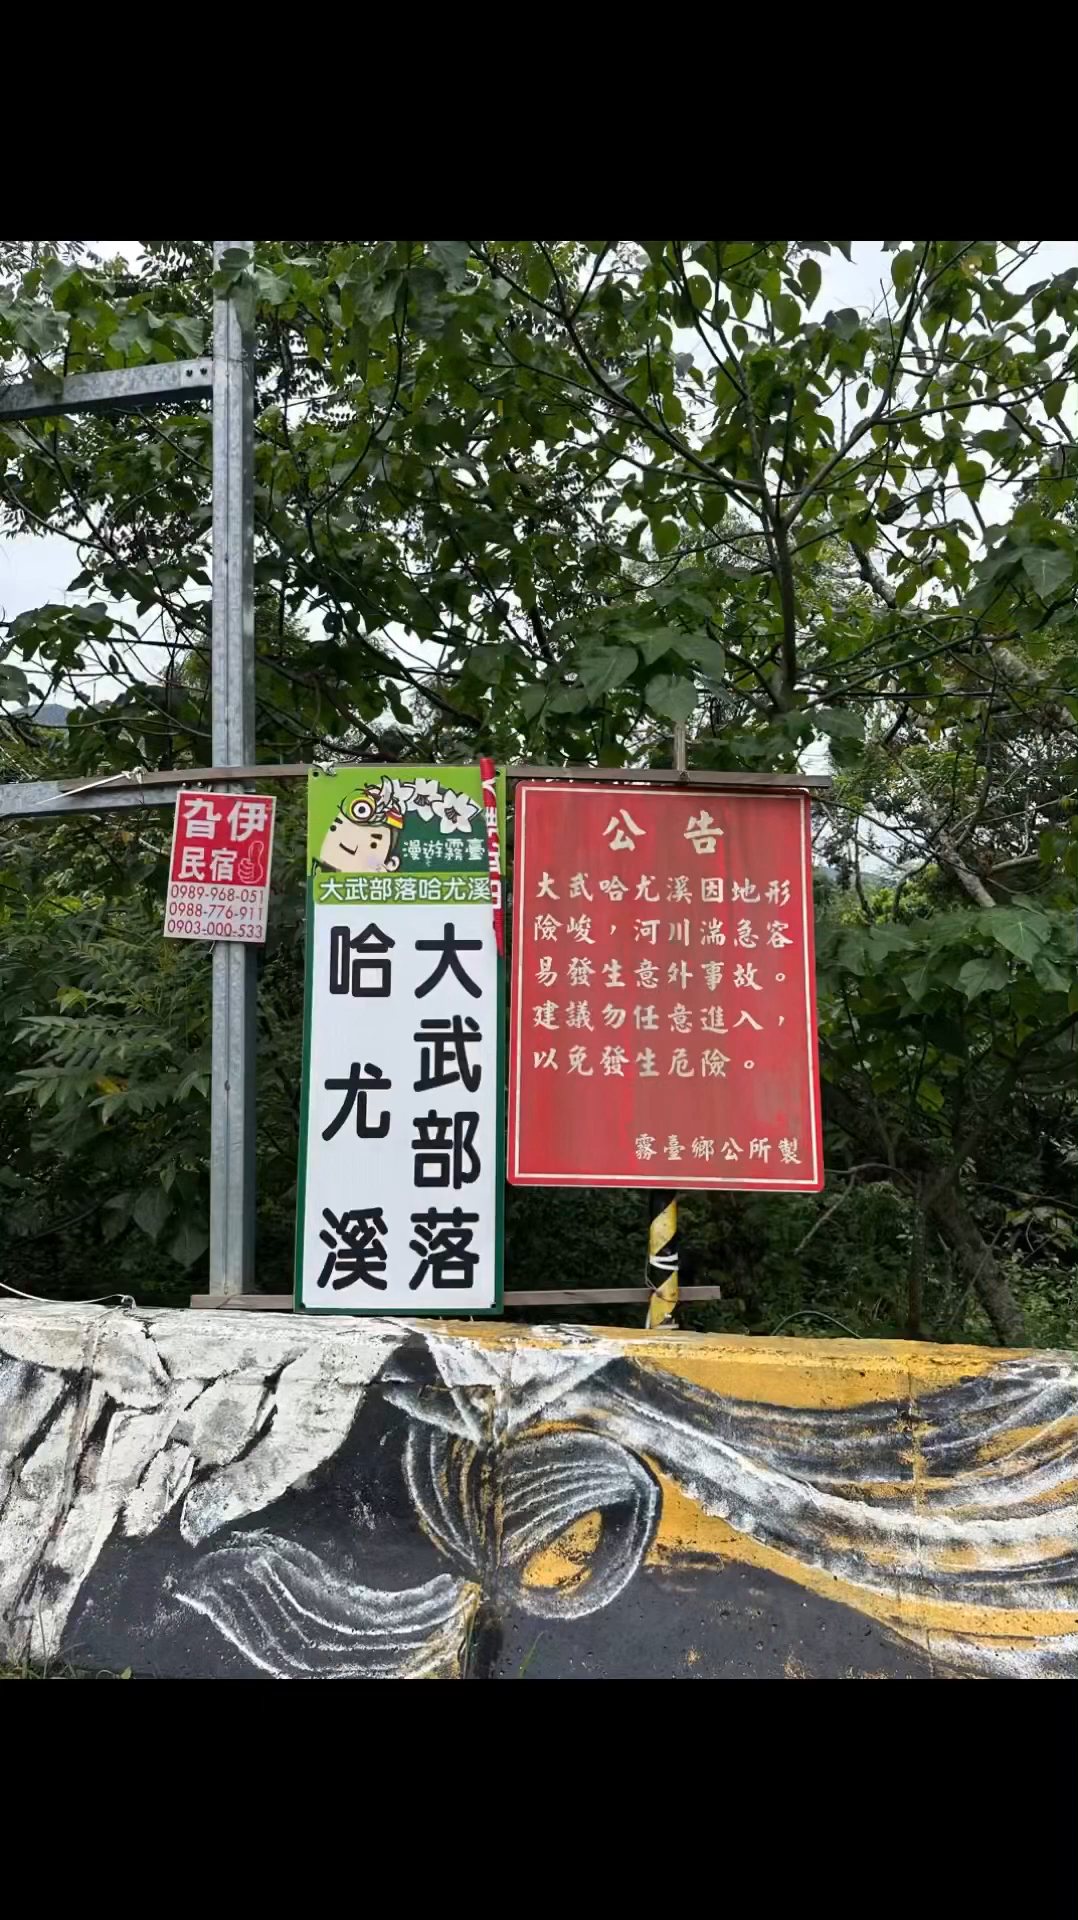 旮伊
民宿
0989-968-051
0988-776-911
0903-000-533
漫遊霧臺
大武部落哈尤溪
大武部落
哈尤溪
公告
大武哈尤溪因地形
險峻，河川湍急容
易發生意外事故。
建議勿任意進入，
以免發生危險。
霧臺鄉公所製